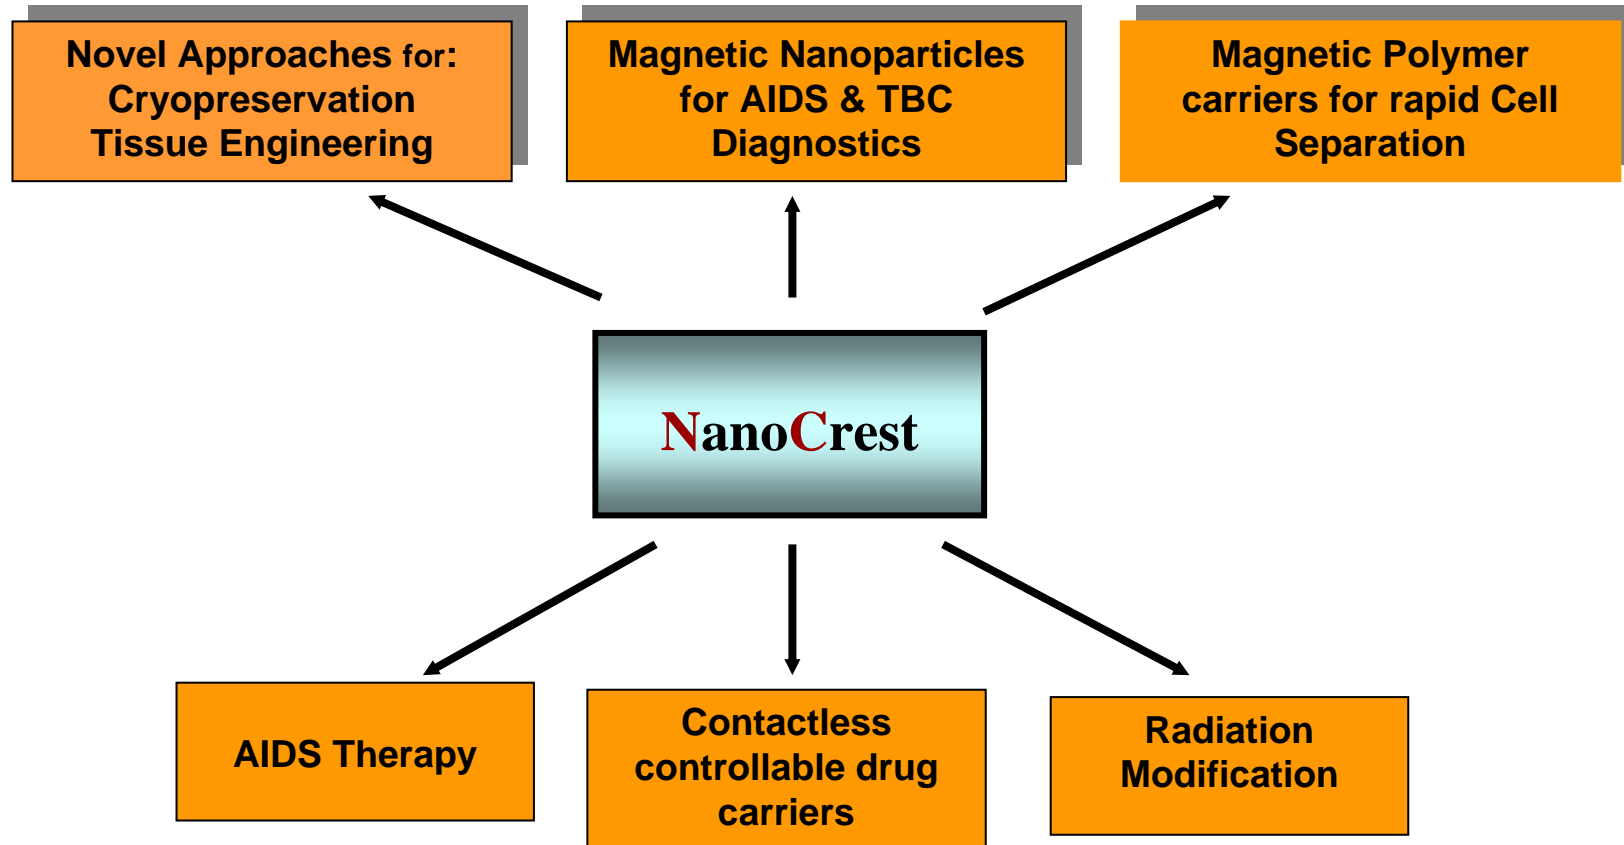 Novel Approaches for:
Cryopreservation
Tissue Engineering
Magnetic Nanoparticles
for AIDS & TBC
Diagnostics
Magnetic Polymer
carriers for rapid Cell
Separation
NanoCrest
AIDS Therapy
Contactless
controllable drug
carriers
Radiation
Modification